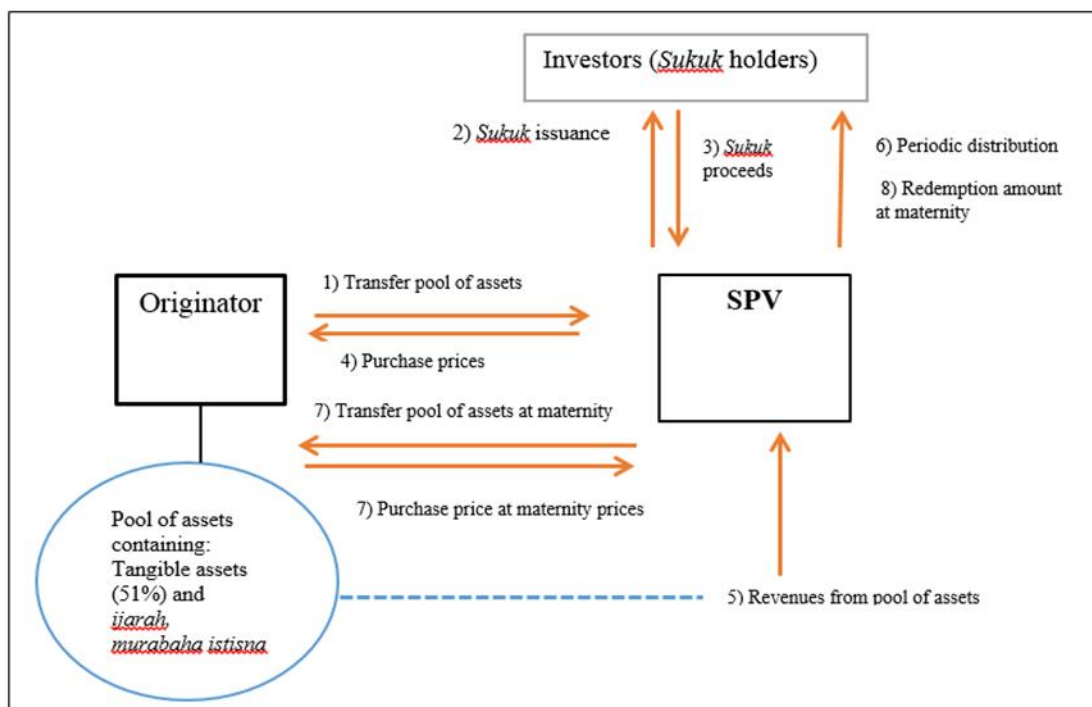 Investors (Sukuk holders)
2) Sukuk issuance
3) Sukuk
proceeds
6) Periodic distribution
8) Redemption amount
at maternity
Originator
1) Transfer pool of assets
SPV
4) Purchase prices
7) Transfer pool of assets at maternity
7) Purchase price at maternity prices
Pool of assets
containing:
Tangible assets
(51%) and
ijarah,
murabaha istisna
5) Revenues from pool of assets